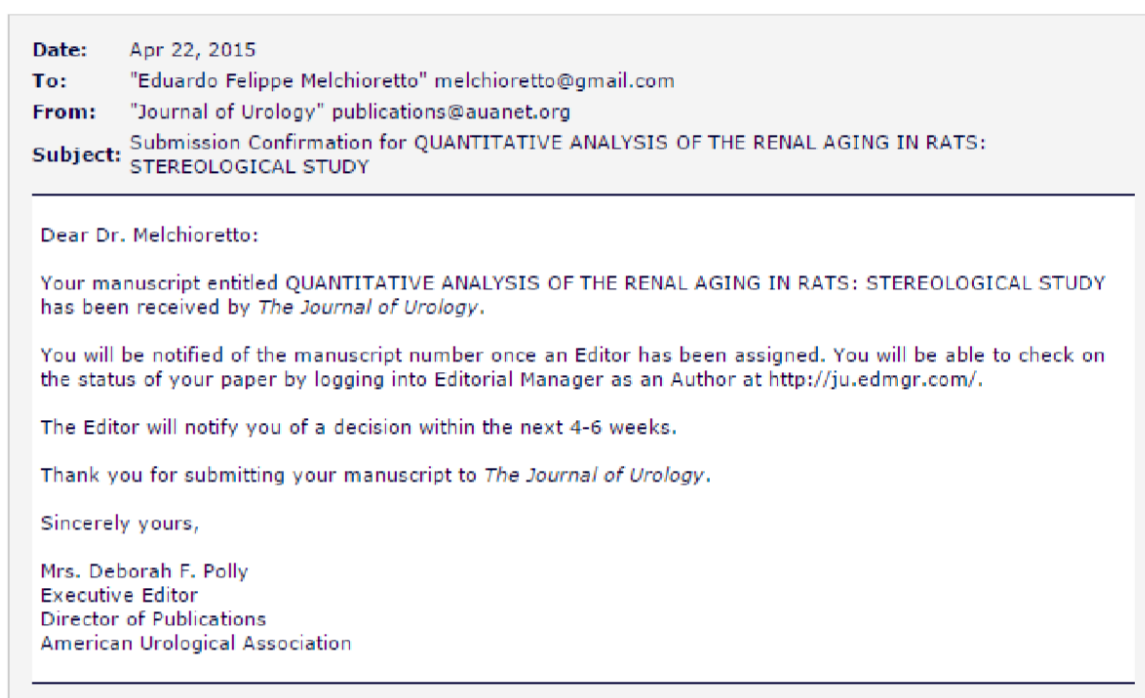 Date: Apr 22, 2015
To: "Eduardo Felippe Melchioretto" melchioretto@gmail.com
From: "Journal of Urology" publications@auanet.org
Subject: Submission Confirmation for QUANTITATIVE ANALYSIS OF THE RENAL AGING IN RATS:
STEREOLOGICAL STUDY
Dear Dr. Melchioretto:
Your manuscript entitled QUANTITATIVE ANALYSIS OF THE RENAL AGING IN RATS: STEREOLOGICAL STUDY
has been received by The Journal of Urology.
You will be notified of the manuscript number once an Editor has been assigned. You will be able to check on
the status of your paper by logging into Editorial Manager as an Author at http://ju.edmgr.com/.
The Editor will notify you of a decision within the next 4-6 weeks.
Thank you for submitting your manuscript to The Journal of Urology.
Sincerely yours,
Mrs. Deborah F. Polly
Executive Editor
Director of Publications
American Urological Association